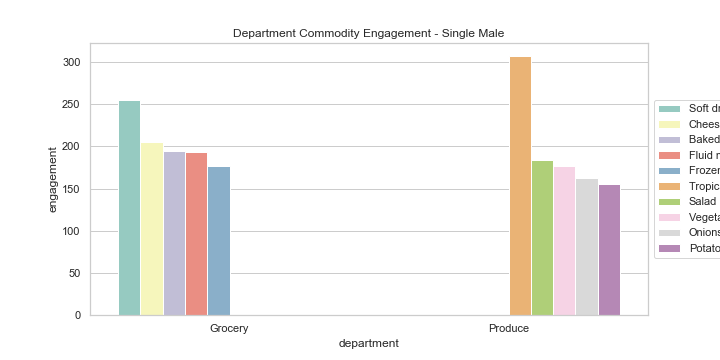 Department Commodity Engagement - Single Male
300
250
200
150
100
50
0
engagement
Grocery
Produce
department
Soft dr
Chees
Baked
Fluid m
Frozen
Tropic
Salad
Vegeta
Onions
Potato